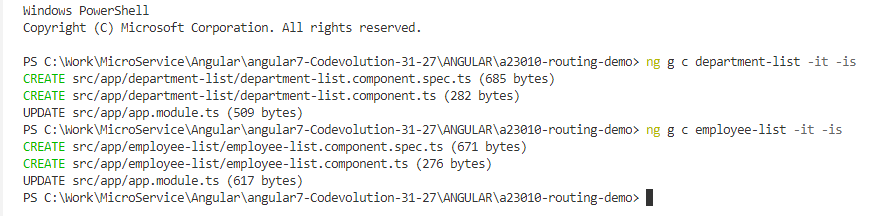 Windows PowerShell
Copyright (C) Microsoft Corporation. All rights reserved.
PS C:\Work\MicroService\Angular\angular7-Codevolution-31-27\ANGULAR\a23010-routing-demo> ng g c department-list -it -is
CREATE src/app/department-list/department-list.component.spec.ts (685 bytes)
CREATE src/app/department-list/department-list.component.ts (282 bytes)
UPDATE src/app/app.module.ts (509 bytes)
PS C:\Work\MicroService\Angular\angular7-Codevolution-31-27\ANGULAR\a23010-routing-demo> ng g c employee-list -it -is
CREATE src/app/employee-list/employee-list.component.spec.ts (671 bytes)
CREATE src/app/employee-list/employee-list.component.ts (276 bytes)
UPDATE src/app/app.module.ts (617 bytes)
PS C:\Work\MicroService\Angular\angular7-Codevolution-31-27\ANGULAR\a23010-routing-demo>